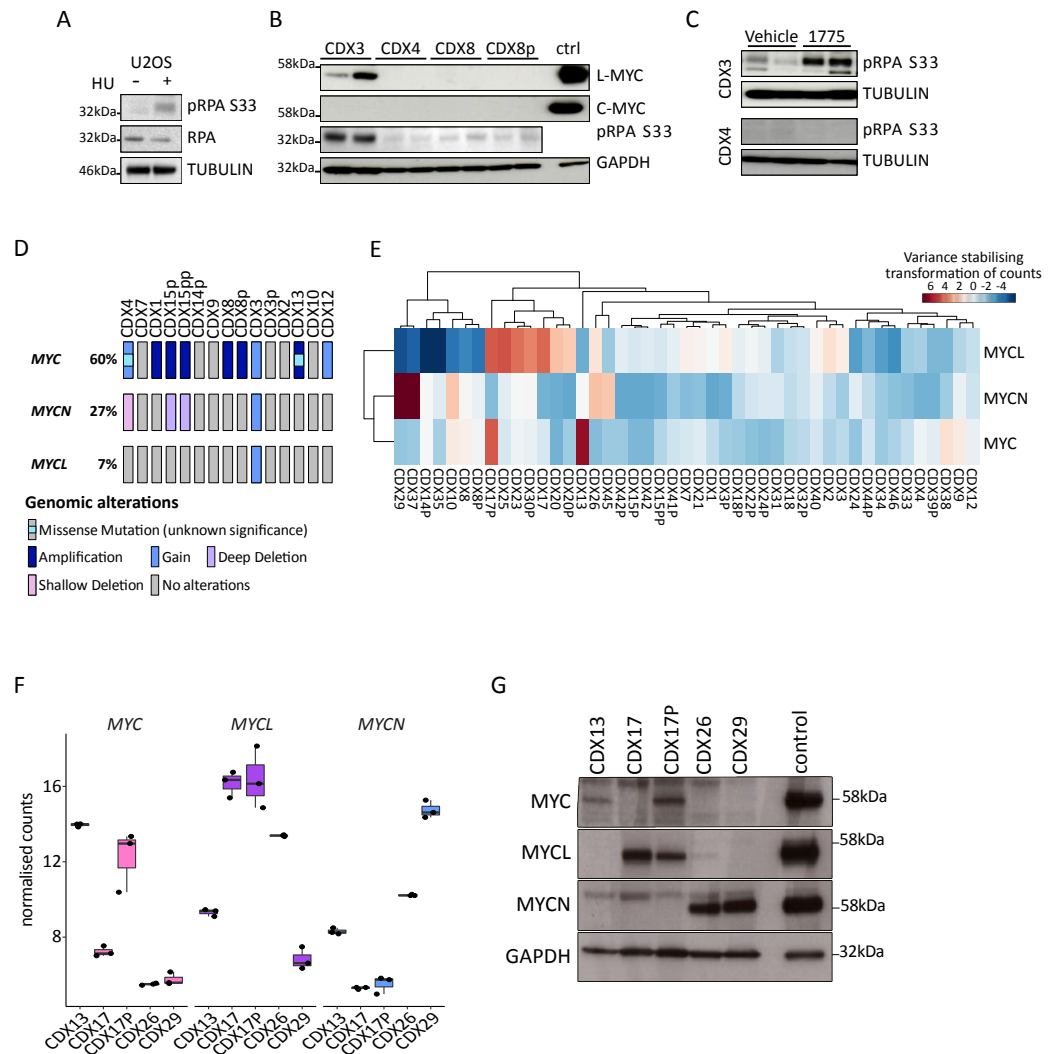 A
U2OS
HU - +
32kDa pRPA S33
32kDa RPA
46kDa TUBULIN
B
CDX3 CDX4 CDX8 CDX8p ctrl
58kDa L-MYC
58kDa C-MYC
32kDa pRPA S33
32kDa GAPDH
C
Vehicle 1775
CDX3
pRPA S33
TUBULIN
CDX4
pRPA S33
TUBULIN
D
CDX4 CDX7 CDX1 CDX15p CDX15pp CDX14p CDX9 CDX8 CDX8p CDX3 CDX3p CDX2 CDX13 CDX10 CDX12
MYC 60%
MYCN 27%
MYCL 7%
Genomic alterations
Missense Mutation (unknown significance)
Amplification Gain Deep Deletion
Shallow Deletion No alterations
E
Variance stabilising
transformation of counts
6 4 2 0 -2 -4
MYCL
MYCN
MYC
CDX29 CDX37 CDX14P CDX35 CDX10 CDX8 CDX8P CDX17P CDX25 CDX23 CDX30P CDX17 CDX20 CDX20P CDX13 CDX26 CDX45 CDX42P CDX15P CDX42 CDX15PP CDX41P CDX7 CDX21 CDX1 CDX3P CDX18P CDX22P CDX24P CDX31 CDX18 CDX32P CDX40 CDX2 CDX3 CDX24 CDX44P CDX34 CDX46 CDX33 CDX4 CDX39P CDX38 CDX9 CDX12
F
MYC MYCL MYCN
normalised counts
16
12
8
CDX13 CDX17 CDX17P CDX26 CDX29 CDX13 CDX17 CDX17P CDX26 CDX29 CDX13 CDX17 CDX17P CDX26 CDX29
G
CDX13 CDX17 CDX17P CDX26 CDX29 control
MYC 58kDa
MYCL 58kDa
MYCN 58kDa
GAPDH 32kDa